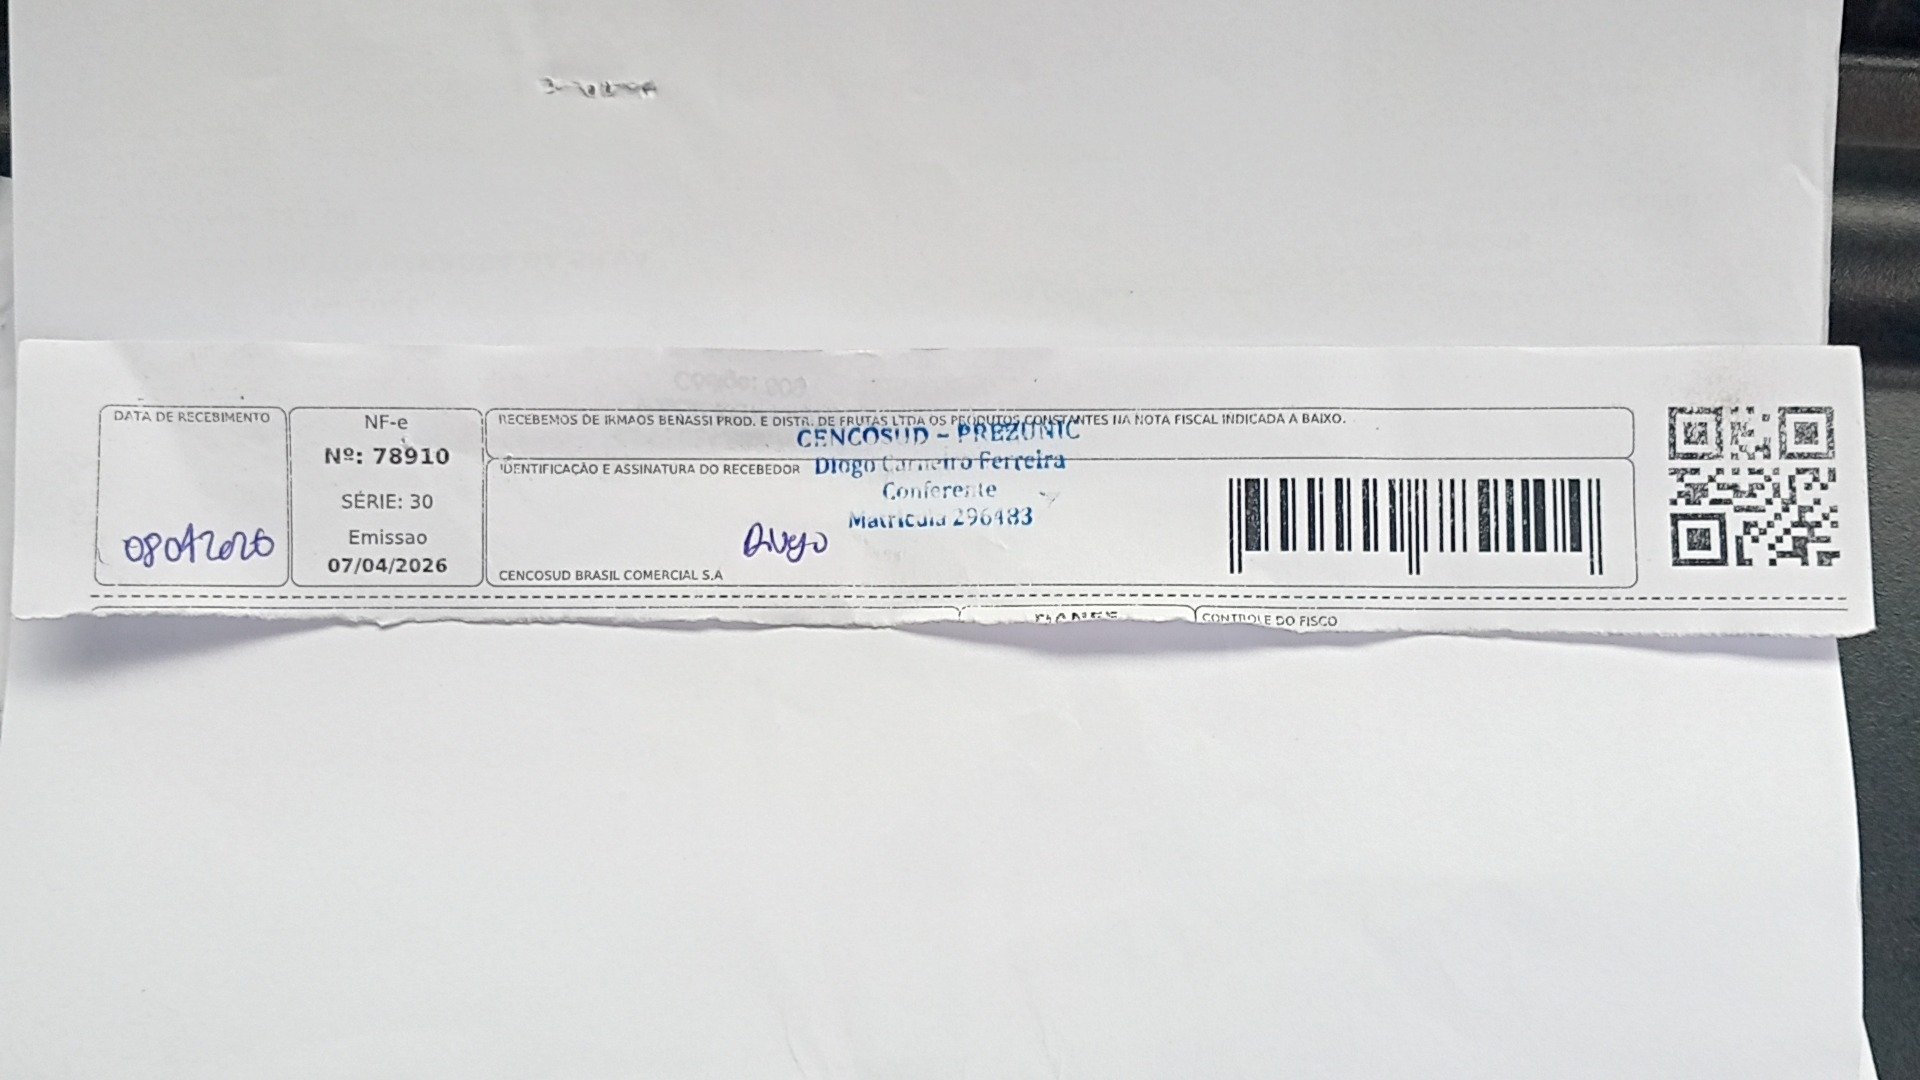 DATA DE RECEBIMENTO
08042026
NF-e
Nº: 78910
SÉRIE: 30
Emissao
07/04/2026
RECEBEMOS DE IRMAOS BENASSI PROD. E DISTR. DE FRUTAS LTDA OS PRODUTOS CONSTANTES NA NOTA FISCAL INDICADA A BAIXO.
CENCOSUD - PREZUNIC
IDENTIFICAÇÃO E ASSINATURA DO RECEBEDOR
Diogo Carneiro Ferreira
Conferente
Matricula 296483
Diogo
CENCOSUD BRASIL COMERCIAL S.A
CONTROLE DO FISCO